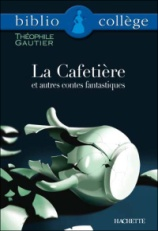 biblio collège
THÉOPHILE
GAUTIER
La Cafetière
et autres contes fantastiques
HACHETTE